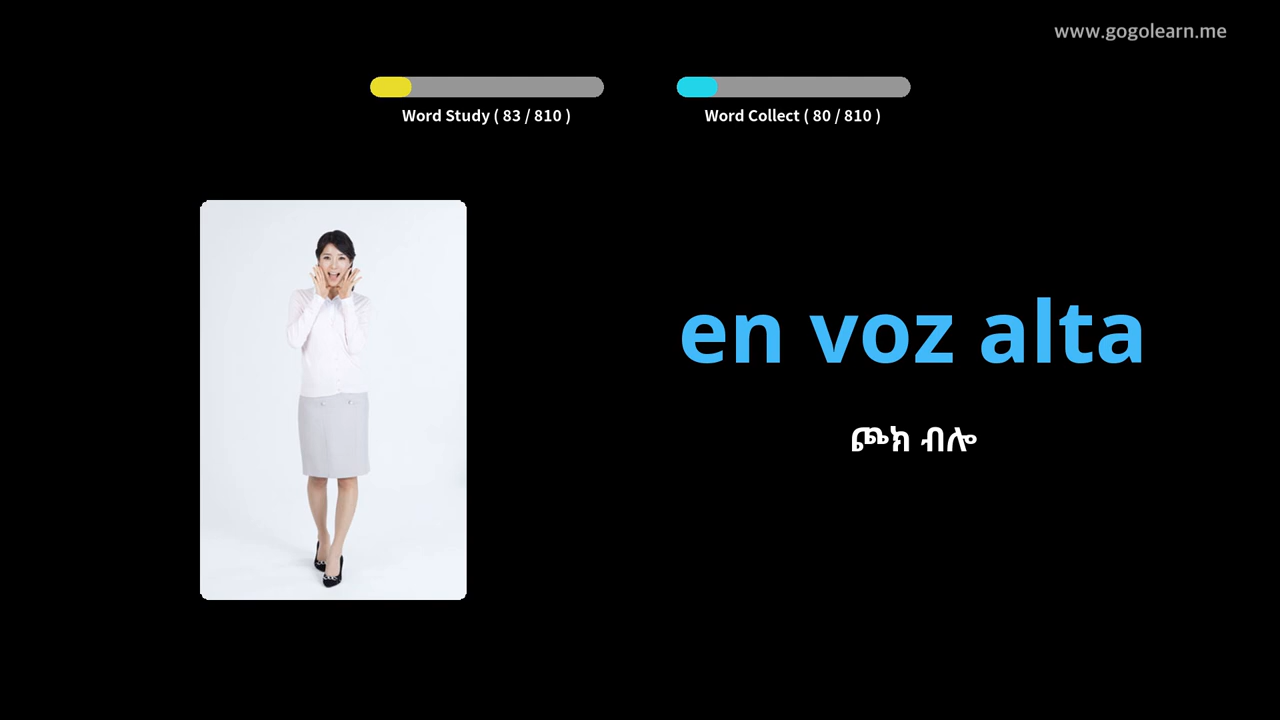 www.gogolearn.me
Word Study ( 83 / 810 )
Word Collect ( 80 / 810 )
en voz alta
ጮክ ብሎ